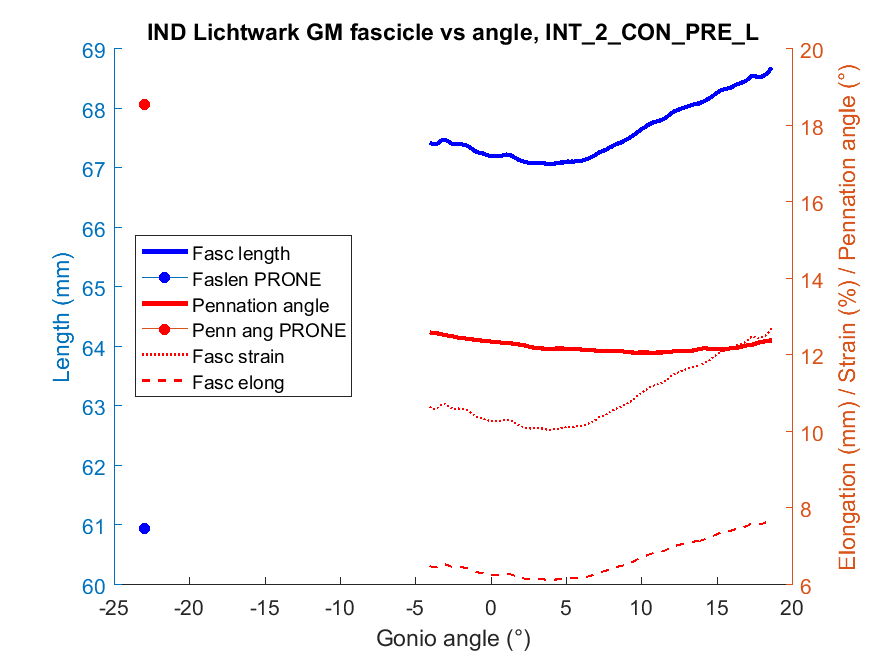 IND Lichtwark GM fascicle vs angle, INT_2_CON_PRE_L
69
68
67
66
65
64
63
62
61
60
Length (mm)
20
18
16
14
12
10
8
6
Elongation (mm) / Strain (%) / Pennation angle (°)
Fasc length
Faslen PRONE
Pennation angle
Penn ang PRONE
Fasc strain
Fasc elong
-25 -20 -15 -10 -5 0 5 10 15 20
Gonio angle (°)